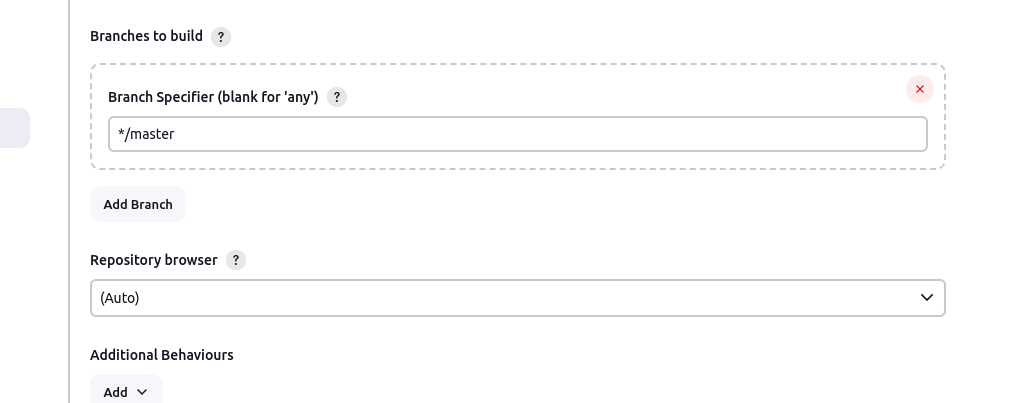 Branches to build ?
Branch Specifier (blank for 'any') ?
*/master
Add Branch
Repository browser ?
(Auto)
Additional Behaviours
Add